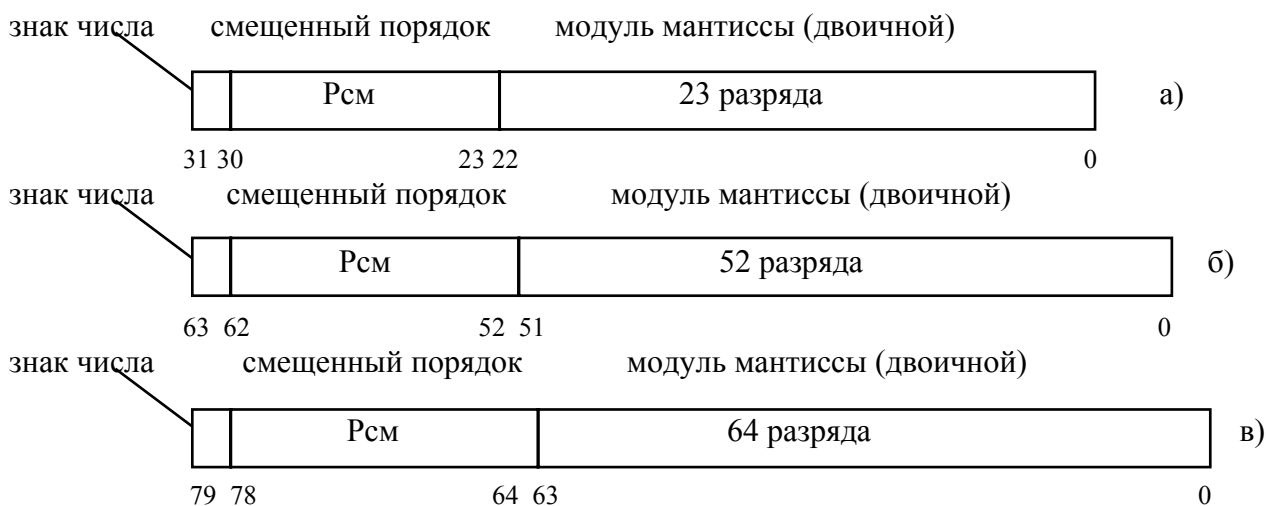 знак числа смещенный порядок модуль мантиссы (двоичной)
Рсм 23 разряда а)
31 30 23 22 0
знак числа смещенный порядок модуль мантиссы (двоичной)
Рсм 52 разряда б)
63 62 52 51 0
знак числа смещенный порядок модуль мантиссы (двоичной)
Рсм 64 разряда в)
79 78 64 63 0